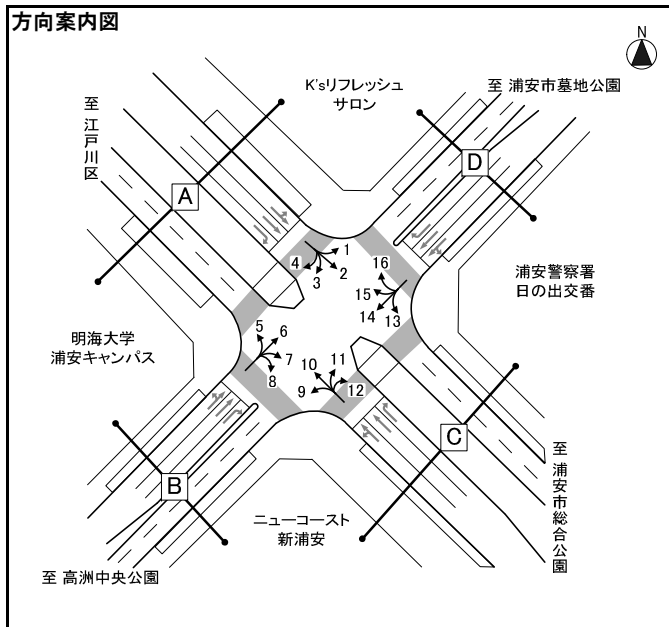 方向案内図
N
K'sリフレッシュ
サロン
至 浦安市墓地公園
至 江戸川区
A
D
浦安警察署
日の出交番
明海大学
浦安キャンパス
1
2
3
4
16
15
14
13
5
6
7
8
10
11
9
12
C
B
ニューコースト
新浦安
至 浦安市総合公園
至 高洲中央公園